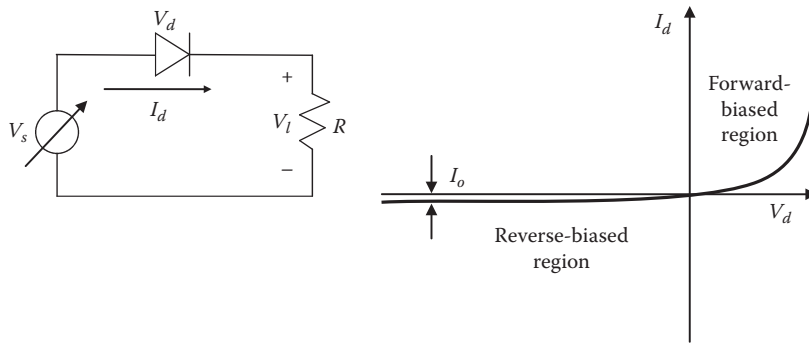 V_d
I_d
V_s
+
V_l
R
−
I_d
Forward-
biased
region
I_o
V_d
Reverse-biased
region